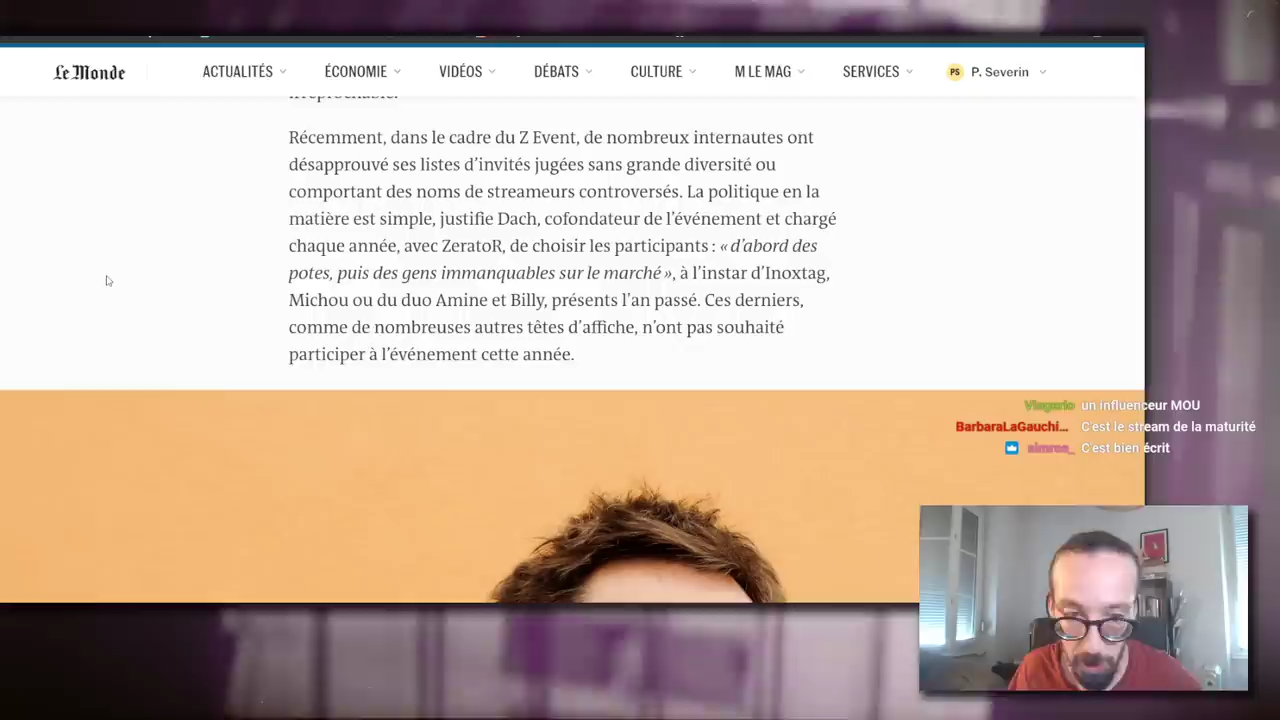 Le Monde
ACTUALITÉS
ÉCONOMIE
VIDÉOS
DÉBATS
CULTURE
M LE MAG
SERVICES
PS P. Severin
irréprochable.
Récemment, dans le cadre du Z Event, de nombreux internautes ont
désapprouvé ses listes d’invités jugées sans grande diversité ou
comportant des noms de streameurs controversés. La politique en la
matière est simple, justifie Dach, cofondateur de l’événement et chargé
chaque année, avec ZeratoR, de choisir les participants : « d’abord des
potes, puis des gens immanquables sur le marché », à l’instar d’Inoxtag,
Michou ou du duo Amine et Billy, présents l’an passé. Ces derniers,
comme de nombreuses autres têtes d’affiche, n’ont pas souhaité
participer à l’événement cette année.
un influenceur MOU
BarbaraLaGauchi... C'est le stream de la maturité
C'est bien écrit